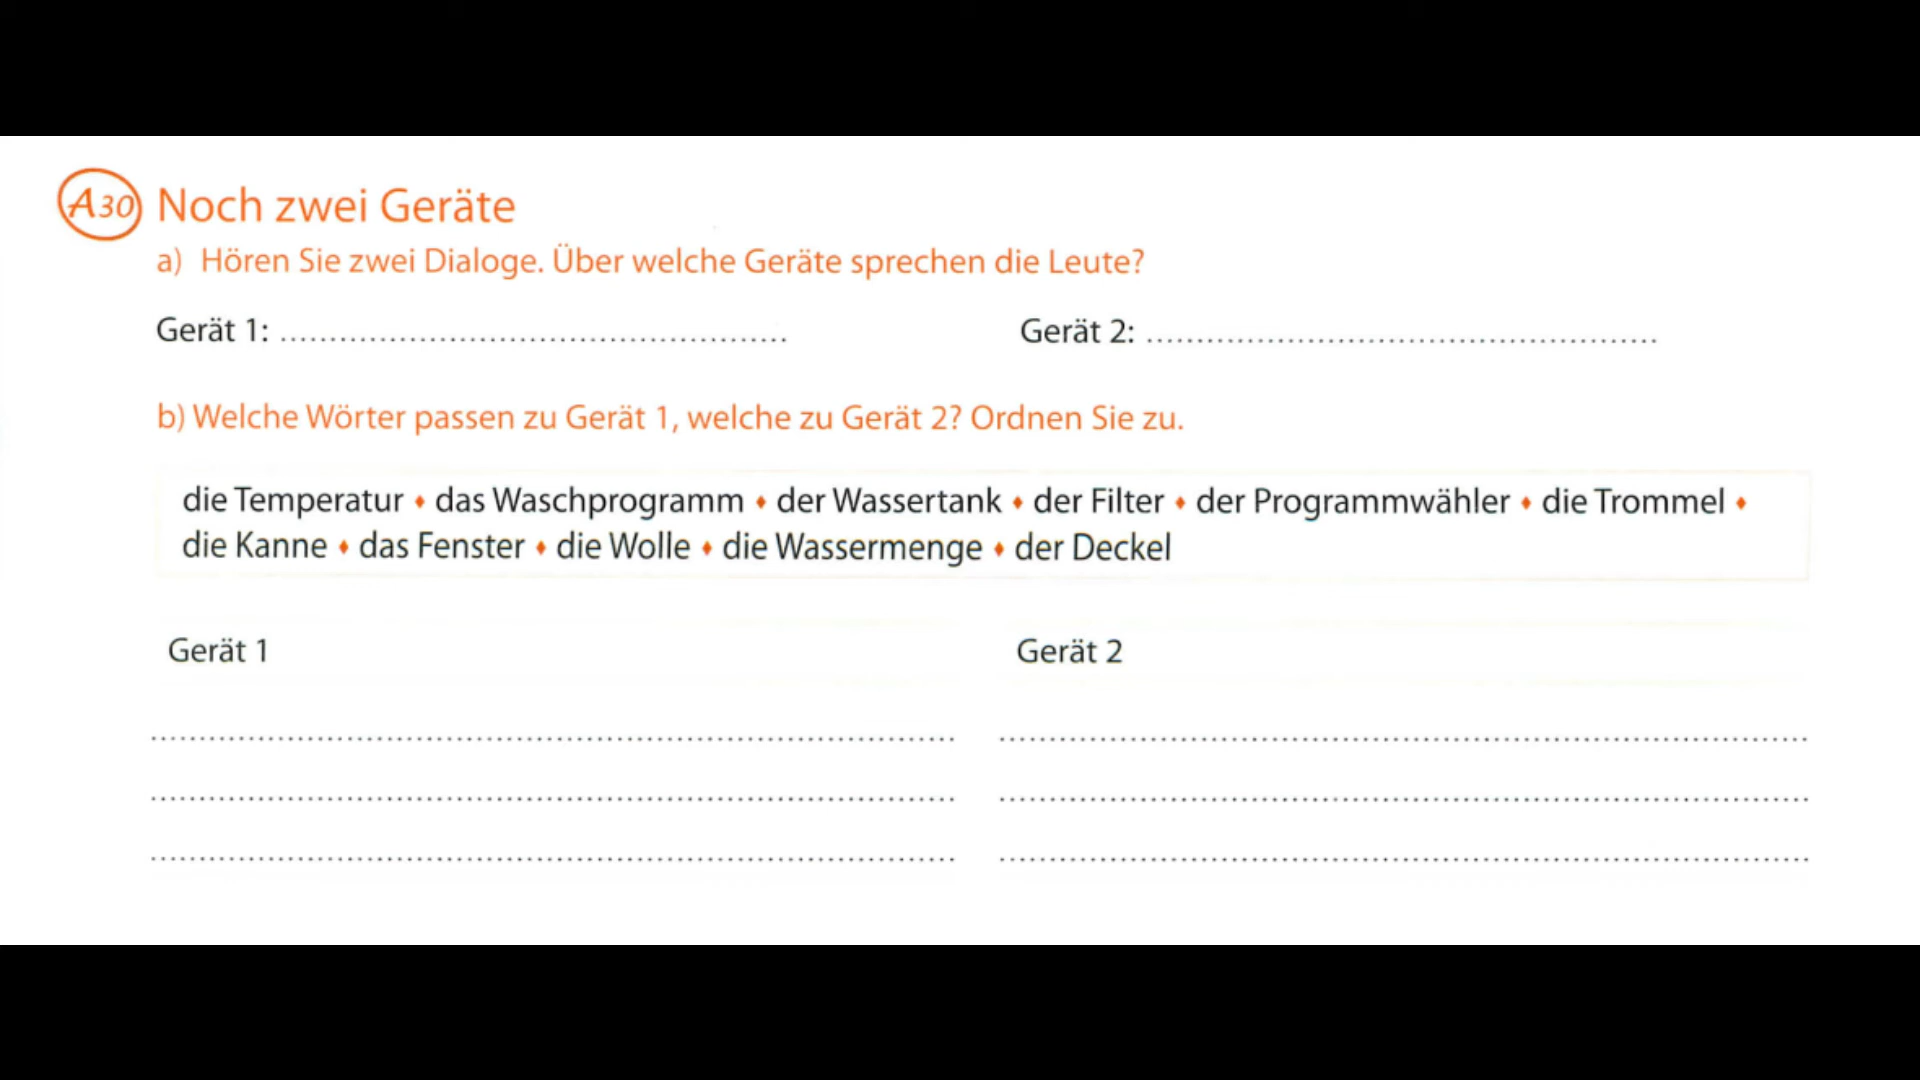 A30 Noch zwei Geräte
a) Hören Sie zwei Dialoge. Über welche Geräte sprechen die Leute?
Gerät 1: ..................................................
Gerät 2: ..................................................
b) Welche Wörter passen zu Gerät 1, welche zu Gerät 2? Ordnen Sie zu.
die Temperatur ♦ das Waschprogramm ♦ der Wassertank ♦ der Filter ♦ der Programmwähler ♦ die Trommel ♦
die Kanne ♦ das Fenster ♦ die Wolle ♦ die Wassermenge ♦ der Deckel
Gerät 1
Gerät 2